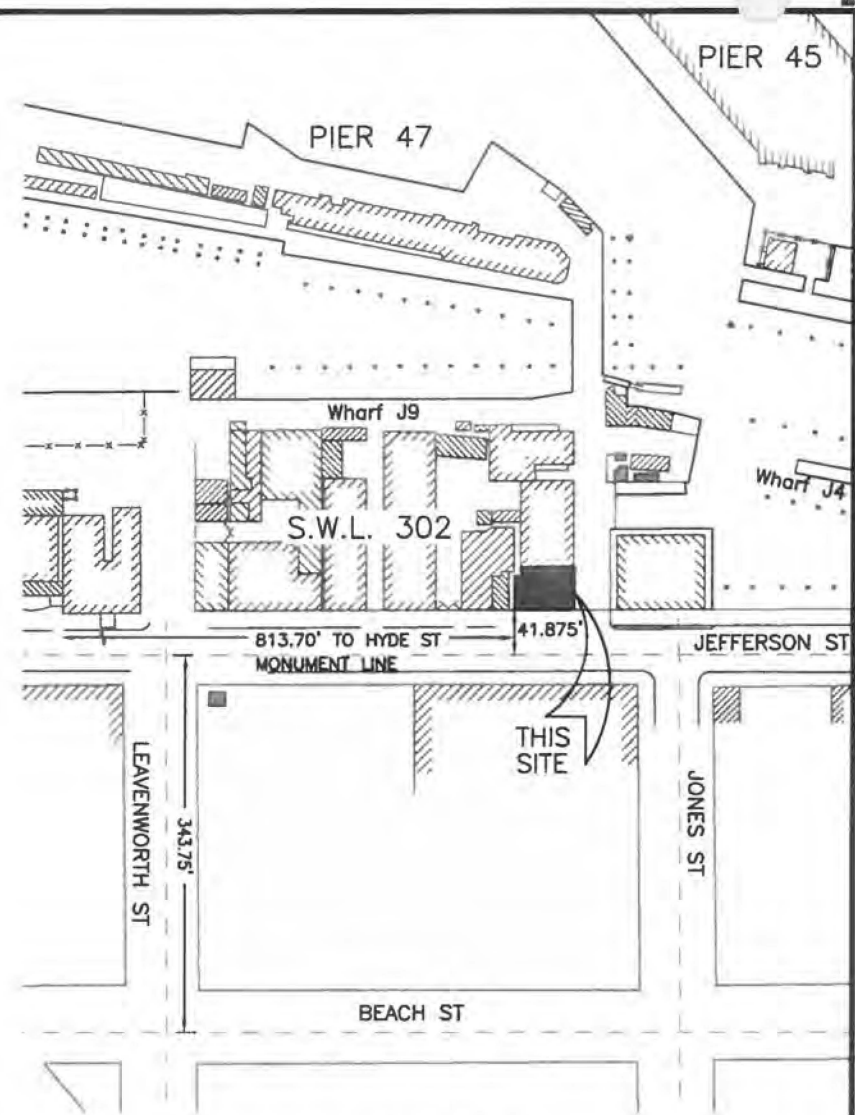 PIER 45
PIER 47
Wharf J9
Wharf J4
S.W.L. 302
813.70' TO HYDE ST
MONUMENT LINE
41.875'
JEFFERSON ST
THIS
SITE
LEAVENWORTH ST
343.75'
JONES ST
BEACH ST